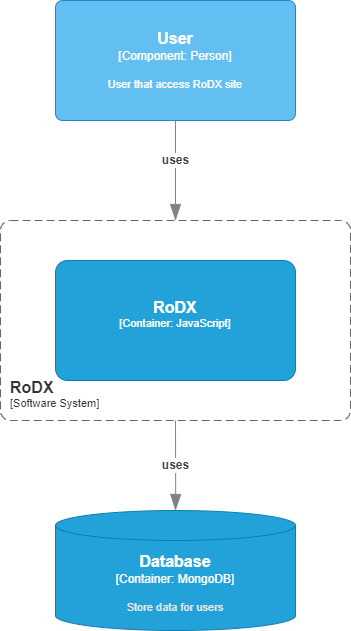 User
[Component: Person]
User that access RoDX site
uses
RoDX
[Container: JavaScript]
RoDX
[Software System]
uses
Database
[Container: MongoDB]
Store data for users